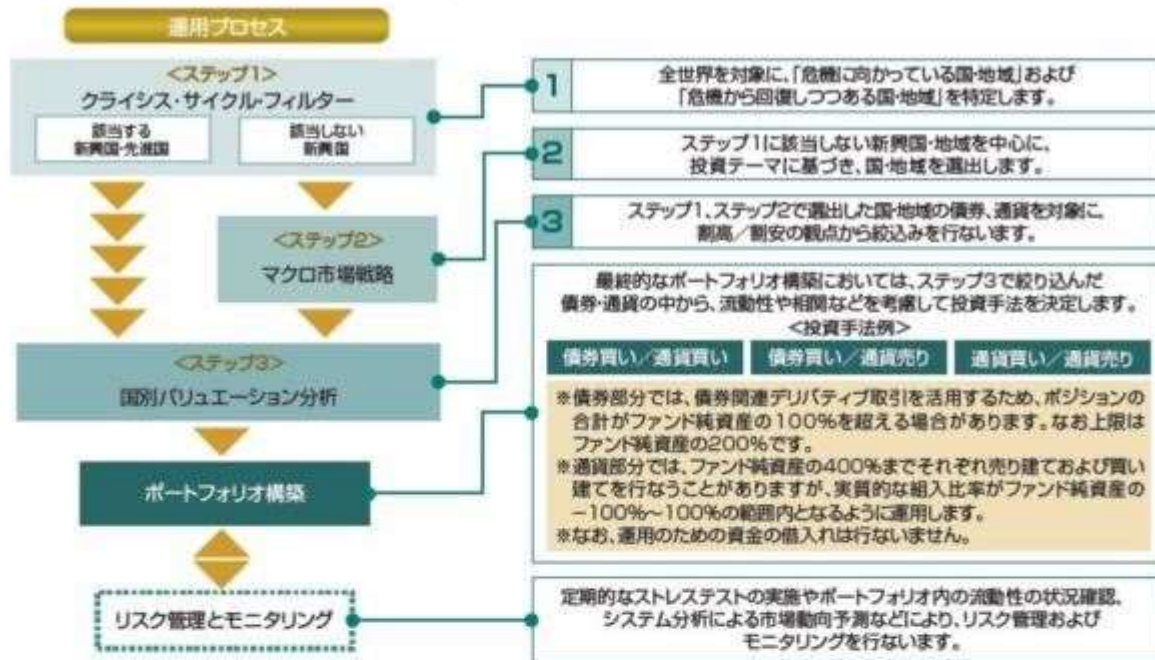 運用プロセス
<ステップ1>
クライシス・サイクル・フィルター
該当する
新興国・先進国
該当しない
新興国
<ステップ2>
マクロ市場戦略
<ステップ3>
国別バリュエーション分析
ポートフォリオ構築
リスク管理とモニタリング
1
全世界を対象に、「危機に向かっている国・地域」および
「危機から回復しつつある国・地域」を特定します。
2
ステップ1に該当しない新興国・地域を中心に、
投資テーマに基づき、国・地域を選出します。
3
ステップ1、ステップ2で選出した国・地域の債券、通貨を対象に、
割高/割安の観点から絞込みを行ないます。
最終的なポートフォリオ構築においては、ステップ3で絞り込んだ
債券・通貨の中から、流動性や相関などを考慮して投資手法を決定します。
<投資手法例>
債券買い/通貨買い
債券買い/通貨売り
通貨買い/通貨売り
※債券部分では、債券関連デリバティブ取引を活用するため、ポジションの
合計がファンド純資産の100%を超える場合があります。なお上限は
ファンド純資産の200%です。
※通貨部分では、ファンド純資産の400%までそれぞれ売り建ておよび買い
建てを行なうことがありますが、実質的な組入比率がファンド純資産の
-100%~100%の範囲内となるように運用します。
※なお、運用のための資金の借入れは行ないません。
定期的なストレステストの実施やポートフォリオ内の流動性の状況確認、
システム分析による市場動向予測などにより、リスク管理および
モニタリングを行ないます。